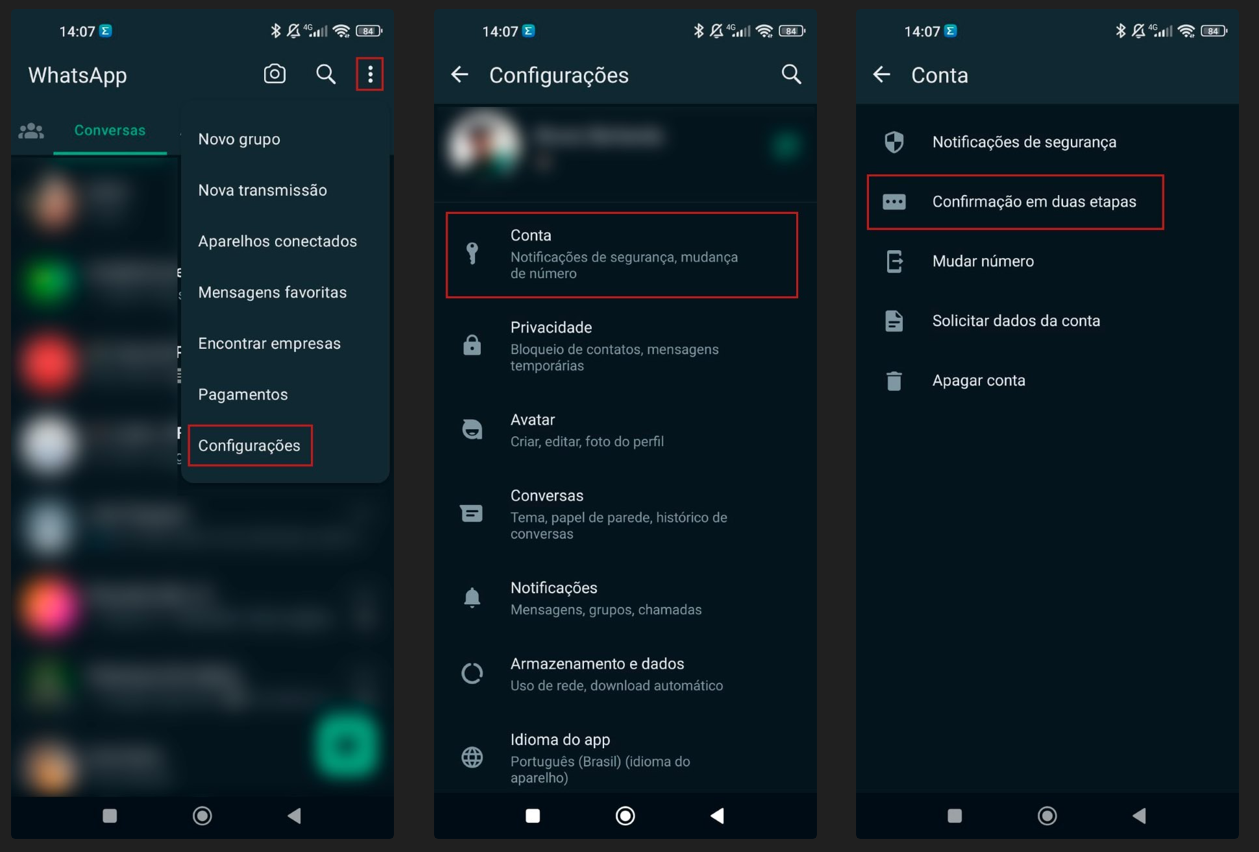 14:07
4G
84
WhatsApp
Conversas
Novo grupo
Nova transmissão
Aparelhos conectados
Mensagens favoritas
Encontrar empresas
Pagamentos
Configurações
14:07
4G
84
Configurações
Conta
Notificações de segurança, mudança
de número
Privacidade
Bloqueio de contatos, mensagens
temporárias
Avatar
Criar, editar, foto do perfil
Conversas
Tema, papel de parede, histórico de
conversas
Notificações
Mensagens, grupos, chamadas
Armazenamento e dados
Uso de rede, download automático
Idioma do app
Português (Brasil) (idioma do
aparelho)
14:07
4G
84
Conta
Notificações de segurança
Confirmação em duas etapas
Mudar número
Solicitar dados da conta
Apagar conta